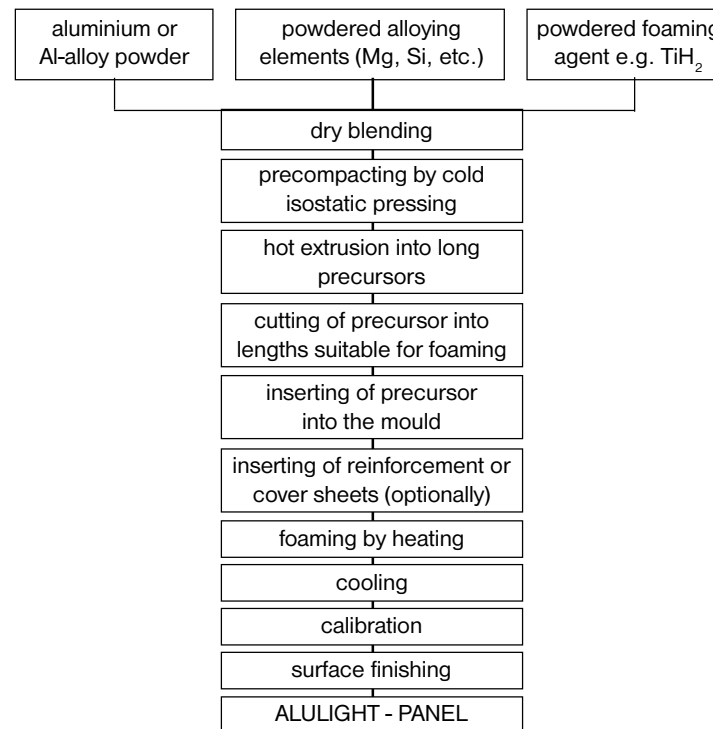 aluminium or
Al-alloy powder
powdered alloying
elements (Mg, Si, etc.)
powdered foaming
agent e.g. TiH₂
dry blending
precompacting by cold
isostatic pressing
hot extrusion into long
precursors
cutting of precursor into
lengths suitable for foaming
inserting of precursor
into the mould
inserting of reinforcement or
cover sheets (optionally)
foaming by heating
cooling
calibration
surface finishing
ALULIGHT - PANEL